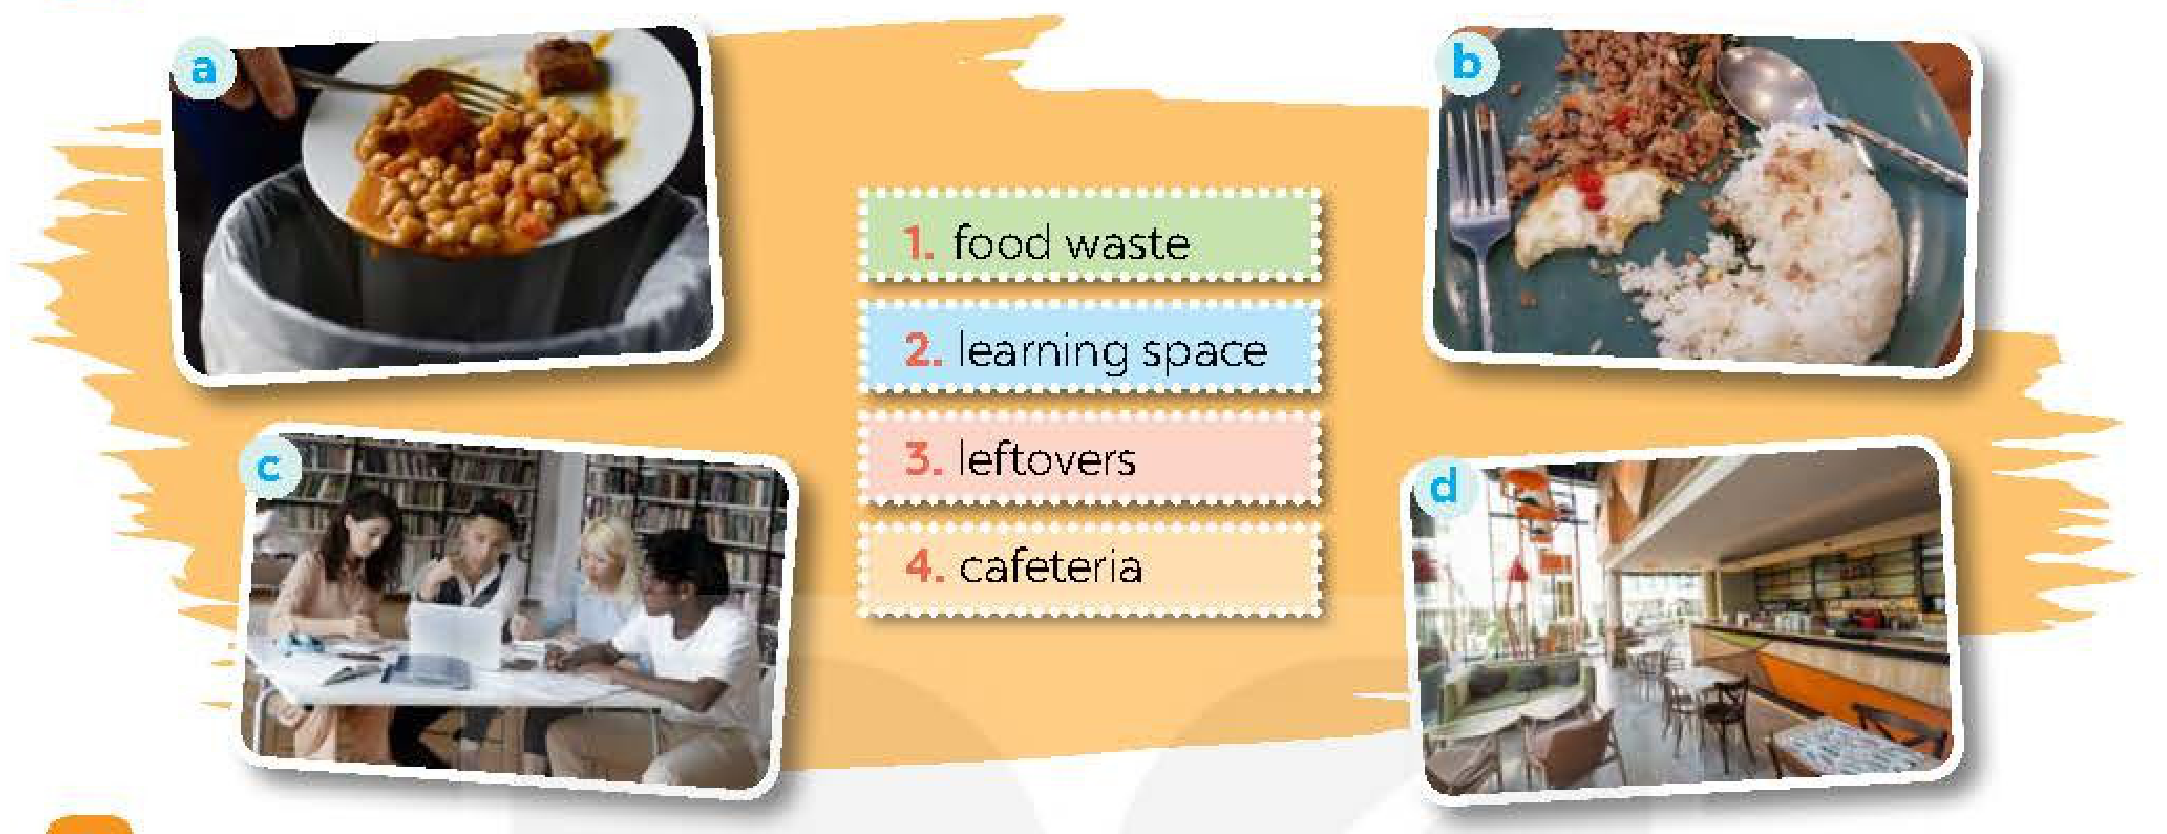 a
b
1. food waste
2. learning space
3. leftovers
4. cafeteria
c
d